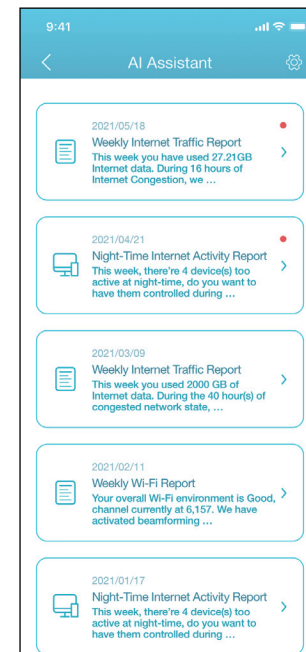 9:41
AI Assistant
2021/05/18
Weekly Internet Traffic Report
This week you have used 27.21GB
Internet data. During 16 hours of
Internet Congestion, we ...
2021/04/21
Night-Time Internet Activity Report
This week, there're 4 device(s) too
active at night-time, do you want to
have them controlled during ...
2021/03/09
Weekly Internet Traffic Report
This week you used 2000 GB of
Internet data. During the 40 hour(s) of
congested network state, ...
2021/02/11
Weekly Wi-Fi Report
Your overall Wi-Fi environment is Good,
channel currently at 6,157. We have
activated beamforming ...
2021/01/17
Night-Time Internet Activity Report
This week, there're 4 device(s) too
active at night-time, do you want to
have them controlled during ...